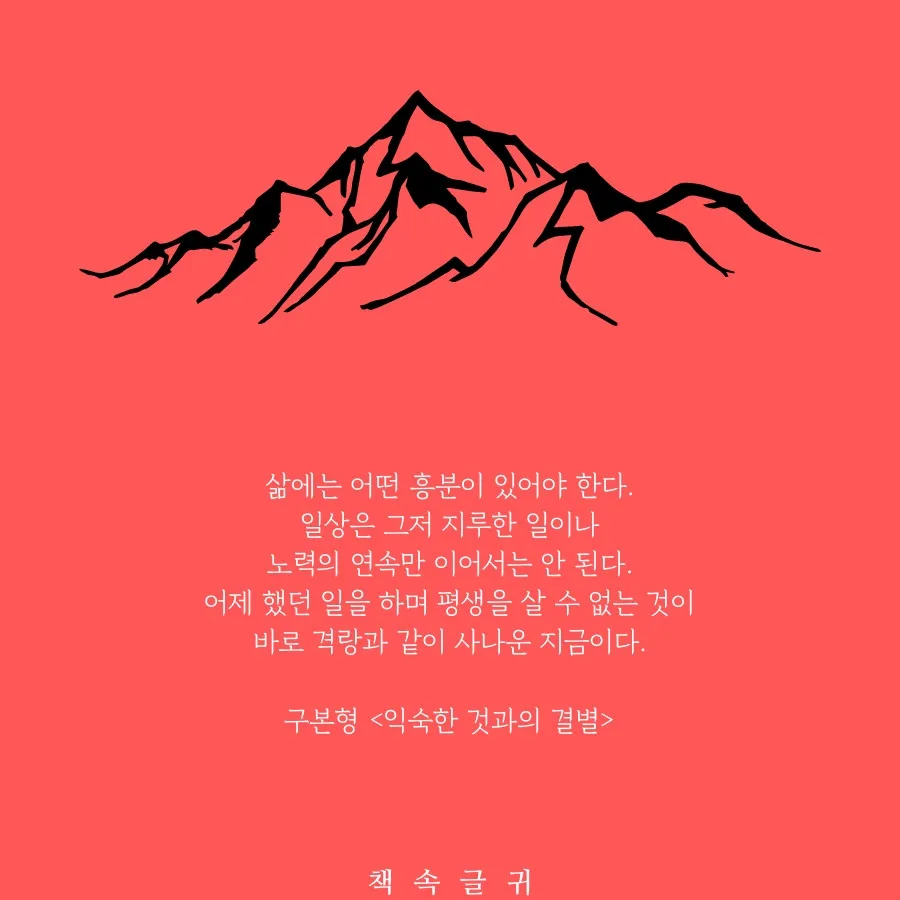 삶에는 어떤 흥분이 있어야 한다.
일상은 그저 지루한 일이나
노력의 연속만 이어서는 안 된다.
어제 했던 일을 하며 평생을 살 수 없는 것이
바로 격랑과 같이 사나운 지금이다.
구본형 <익숙한 것과의 결별>
책 속 글 귀